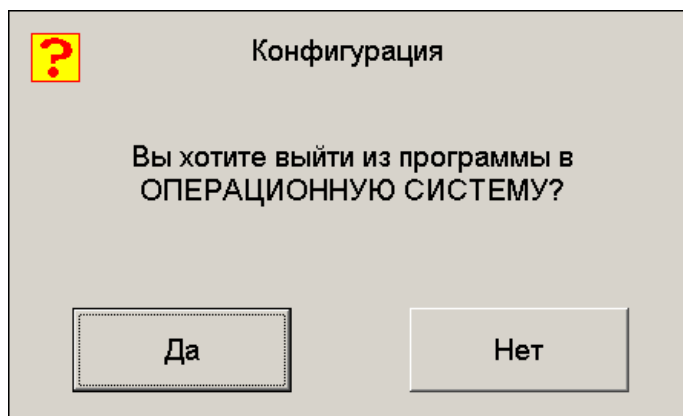 Конфигурация
Вы хотите выйти из программы в
ОПЕРАЦИОННУЮ СИСТЕМУ?
Да
Нет